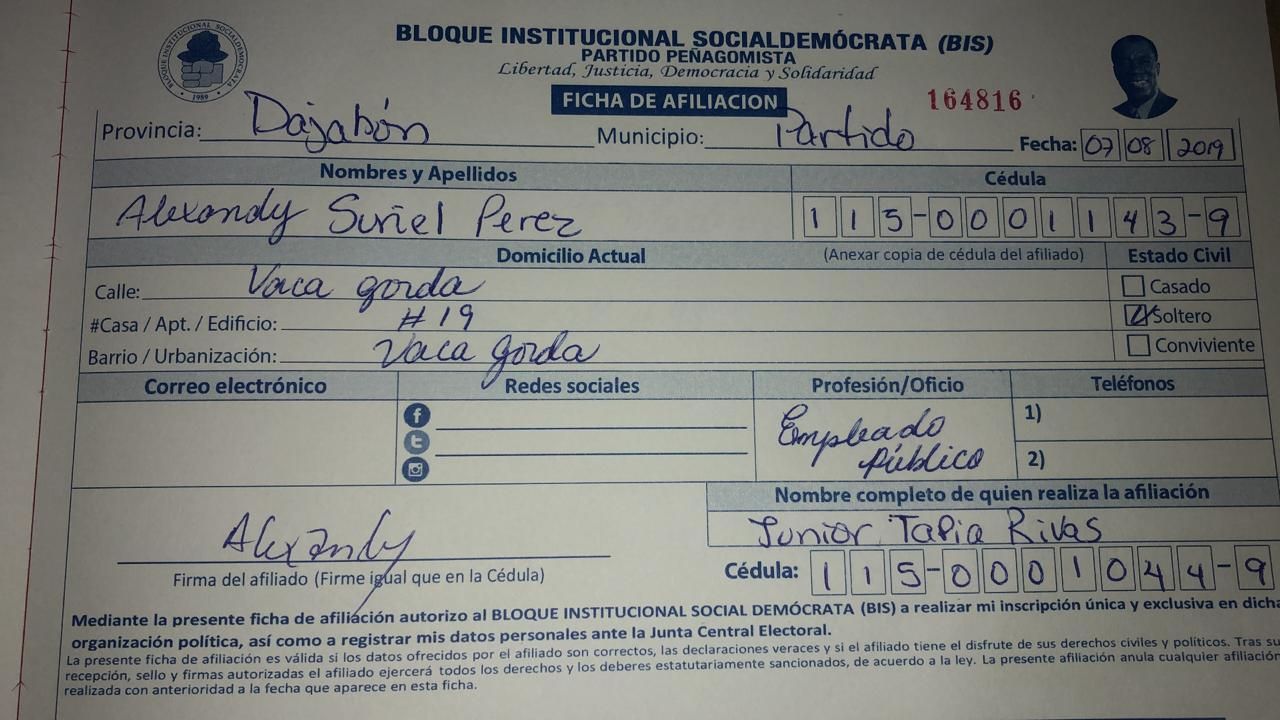 BLOQUE INSTITUCIONAL SOCIALDEMÓCRATA
1989
BLOQUE INSTITUCIONAL SOCIALDEMÓCRATA (BIS)
PARTIDO PEÑAGOMISTA
Libertad, Justicia, Democracia y Solidaridad
FICHA DE AFILIACION
164816
Provincia: Dajabón Municipio: Partido Fecha: 07 08 2019
Nombres y Apellidos Cédula
Alexandy Suriel Perez 115-0001143-9
Domicilio Actual (Anexar copia de cédula del afiliado) Estado Civil
Calle: Vaca gorda Casado
#Casa / Apt. / Edificio: #19 Soltero
Barrio / Urbanización: Vaca gorda Conviviente
Correo electrónico Redes sociales Profesión/Oficio Teléfonos
Empleado 1)
público 2)
Nombre completo de quien realiza la afiliación
Junior Tapia Rivas
Alexandy
Firma del afiliado (Firme igual que en la Cédula) Cédula: 115-0001044-9
Mediante la presente ficha de afiliación autorizo al BLOQUE INSTITUCIONAL SOCIAL DEMÓCRATA (BIS) a realizar mi inscripción única y exclusiva en dicha
organización política, así como a registrar mis datos personales ante la Junta Central Electoral.
La presente ficha de afiliación es válida si los datos ofrecidos por el afiliado son correctos, las declaraciones veraces y si el afiliado tiene el disfrute de sus derechos civiles y políticos. Tras su
recepción, sello y firmas autorizadas el afiliado ejercerá todos los derechos y los deberes estatutariamente sancionados, de acuerdo a la ley. La presente afiliación anula cualquier afiliación
realizada con anterioridad a la fecha que aparece en esta ficha.